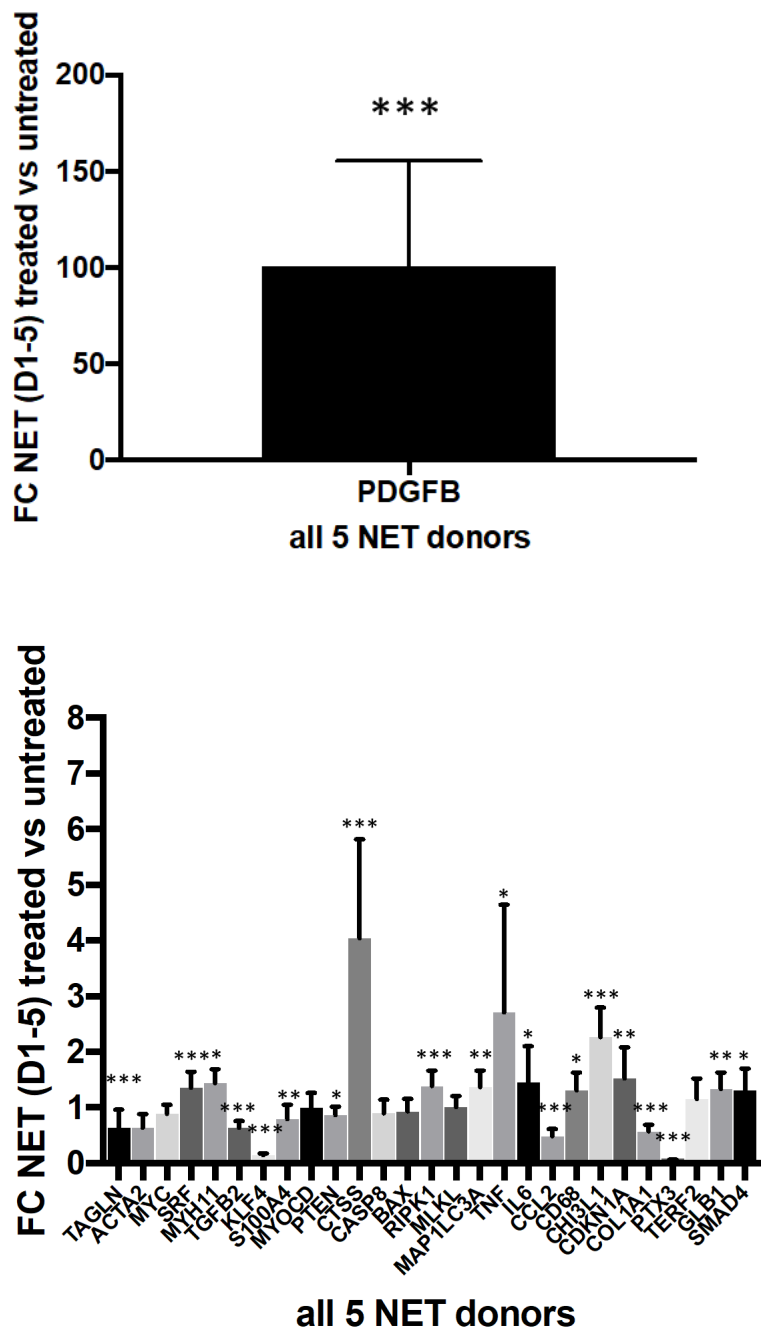 FC NET (D1-5) treated vs untreated
200
150
100
50
0
***
PDGFB
all 5 NET donors
FC NET (D1-5) treated vs untreated
8
7
6
5
4
3
2
1
0
***
*
***
***
*
***
**
***
**
*
**
*
****
*
***
***
**
***
***
***
TAGLN
ACTA2
MYC
SRF
MYH11
TGFB2
KLF4
S100A4
MYOCD
PTEN
CTSS
CASP8
BAX
RIPK1
MLKL
MAP1LC3A
TNF
IL6
CCL2
CD68
CHI3L1
CDKN1A
COL1A1
PTX3
TERF2
GLB1
SMAD4
all 5 NET donors